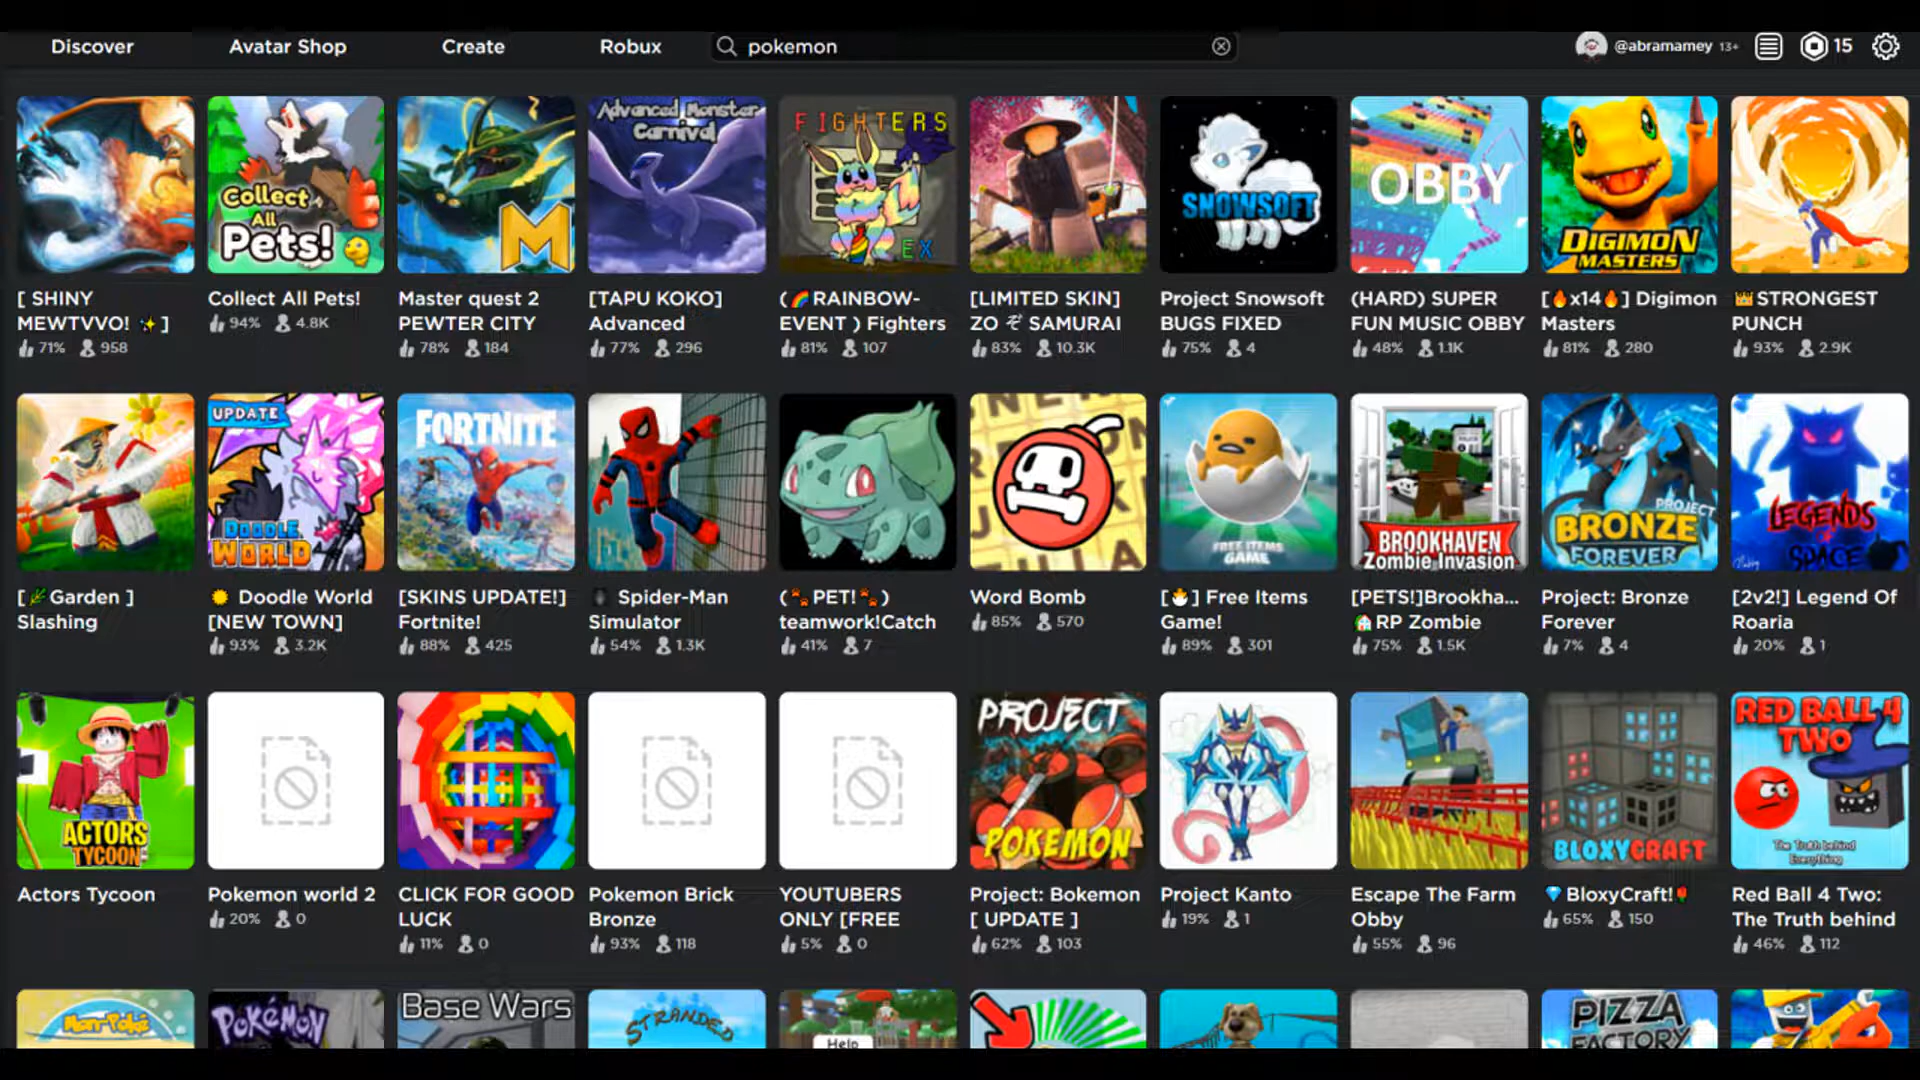 Discover
Avatar Shop
Create
Robux
pokemon
@abramamey 13+
15
Advanced Monster
Carnival
FIGHTERS
EX
Collect
All
Pets!
M
SNOWSOFT
OBBY
DIGIMON
MASTERS
[ SHINY
MEWTVVO! ✨ ]
71% 958
Collect All Pets!
94% 4.8K
Master quest 2
PEWTER CITY
78% 184
[TAPU KOKO]
Advanced
77% 296
(🌈RAINBOW-
EVENT ) Fighters
81% 107
[LIMITED SKIN]
ZO ぞ SAMURAI
83% 10.3K
Project Snowsoft
BUGS FIXED
75% 4
(HARD) SUPER
FUN MUSIC OBBY
48% 1.1K
[🔥x14🔥] Digimon
Masters
81% 280
👑STRONGEST
PUNCH
93% 2.9K
UPDATE
DOODLE
WORLD
FORTNITE
FREE ITEMS
GAME
BROOKHAVEN
Zombie Invasion
PROJECT
BRONZE
FOREVER
LEGENDS
SPACE
[🌿Garden ]
Slashing
🌞 Doodle World
[NEW TOWN]
93% 3.2K
[SKINS UPDATE!]
Fortnite!
88% 425
🕷️ Spider-Man
Simulator
54% 1.3K
(🐾PET!🐾)
teamwork!Catch
41% 7
Word Bomb
85% 570
[🐣] Free Items
Game!
89% 301
[PETS!]Brookha...
🏠RP Zombie
75% 1.5K
Project: Bronze
Forever
7% 4
[2v2!] Legend Of
Roaria
20% 1
ACTORS
TYCOON
PROJECT
POKEMON
BLOXYCRAFT
RED BALL 4
TWO
The Truth behind
Everything
Actors Tycoon
Pokemon world 2
20% 0
CLICK FOR GOOD
LUCK
11% 0
Pokemon Brick
Bronze
93% 118
YOUTUBERS
ONLY [FREE
5% 0
Project: Bokemon
[ UPDATE ]
62% 103
Project Kanto
19% 1
Escape The Farm
Obby
55% 96
💎BloxyCraft!🌹
65% 150
Red Ball 4 Two:
The Truth behind
46% 112
POKÉMON
Base Wars
STRANDED
Help
PIZZA
FACTORY